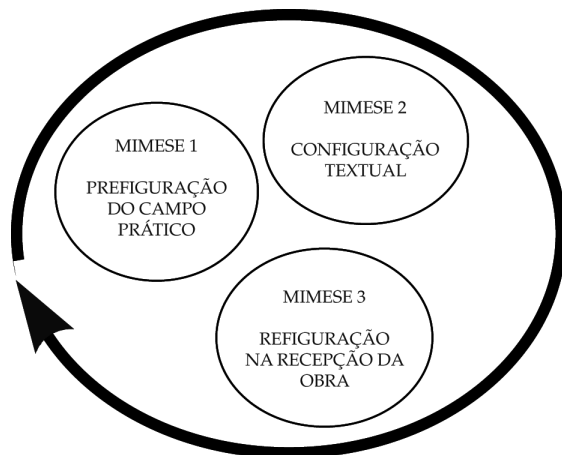 MIMESE 1
PREFIGURAÇÃO
DO CAMPO
PRÁTICO
MIMESE 2
CONFIGURAÇÃO
TEXTUAL
MIMESE 3
REFIGURAÇÃO
NA RECEPÇÃO DA
OBRA